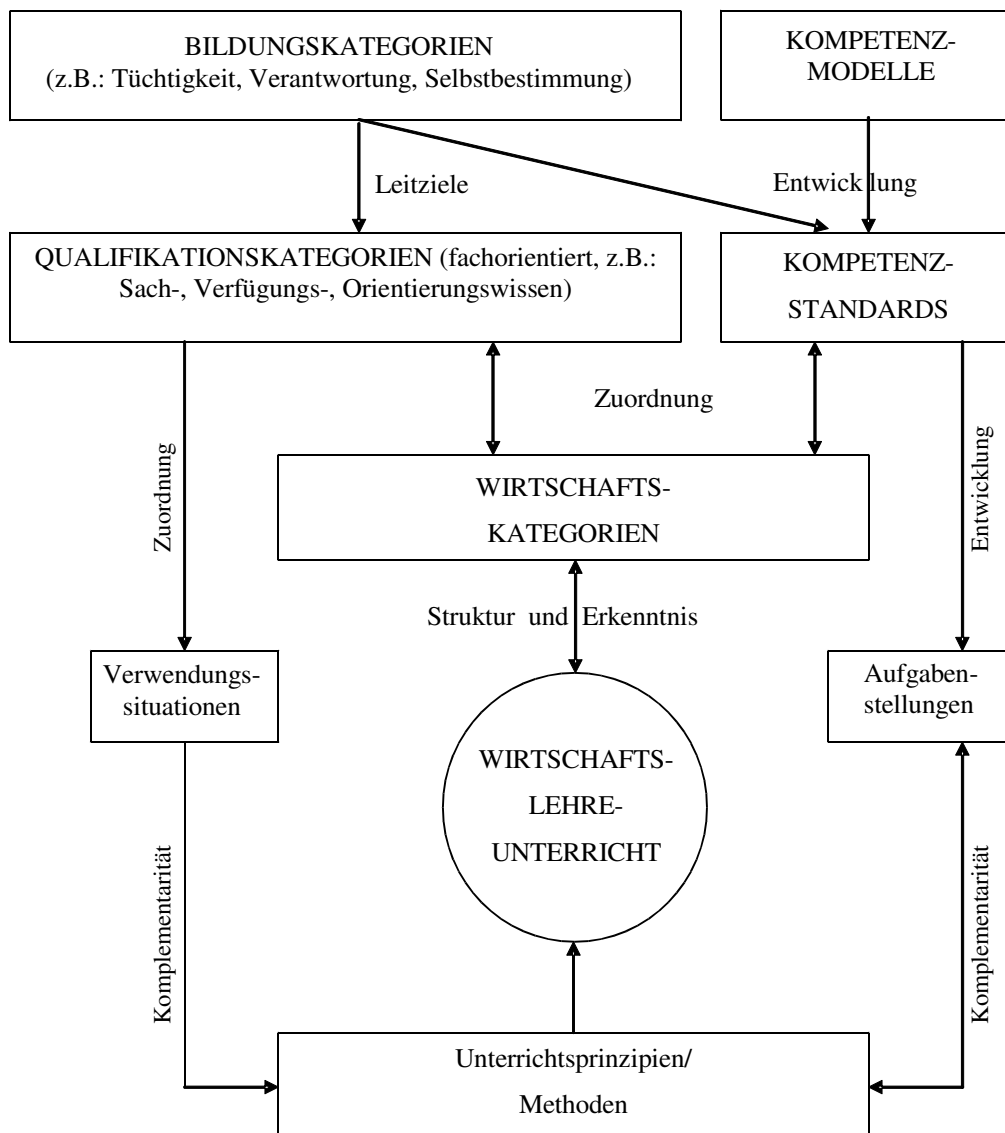 BILDUNGSKATEGORIEN
(z.B.: Tüchtigkeit, Verantwortung, Selbstbestimmung)
KOMPETENZ-
MODELLE
Leitziele
Entwick lung
QUALIFIKATIONSKATEGORIEN (fachorientiert, z.B.:
Sach-, Verfügungs-, Orientierungswissen)
KOMPETENZ-
STANDARDS
Zuordnung
Zuordnung
Entwicklung
WIRTSCHAFTS-
KATEGORIEN
Struktur und Erkenntnis
Verwendungs-
situationen
Aufgaben-
stellungen
WIRTSCHAFTS-
LEHRE-
UNTERRICHT
Komplementarität
Komplementarität
Unterrichtsprinzipien/
Methoden